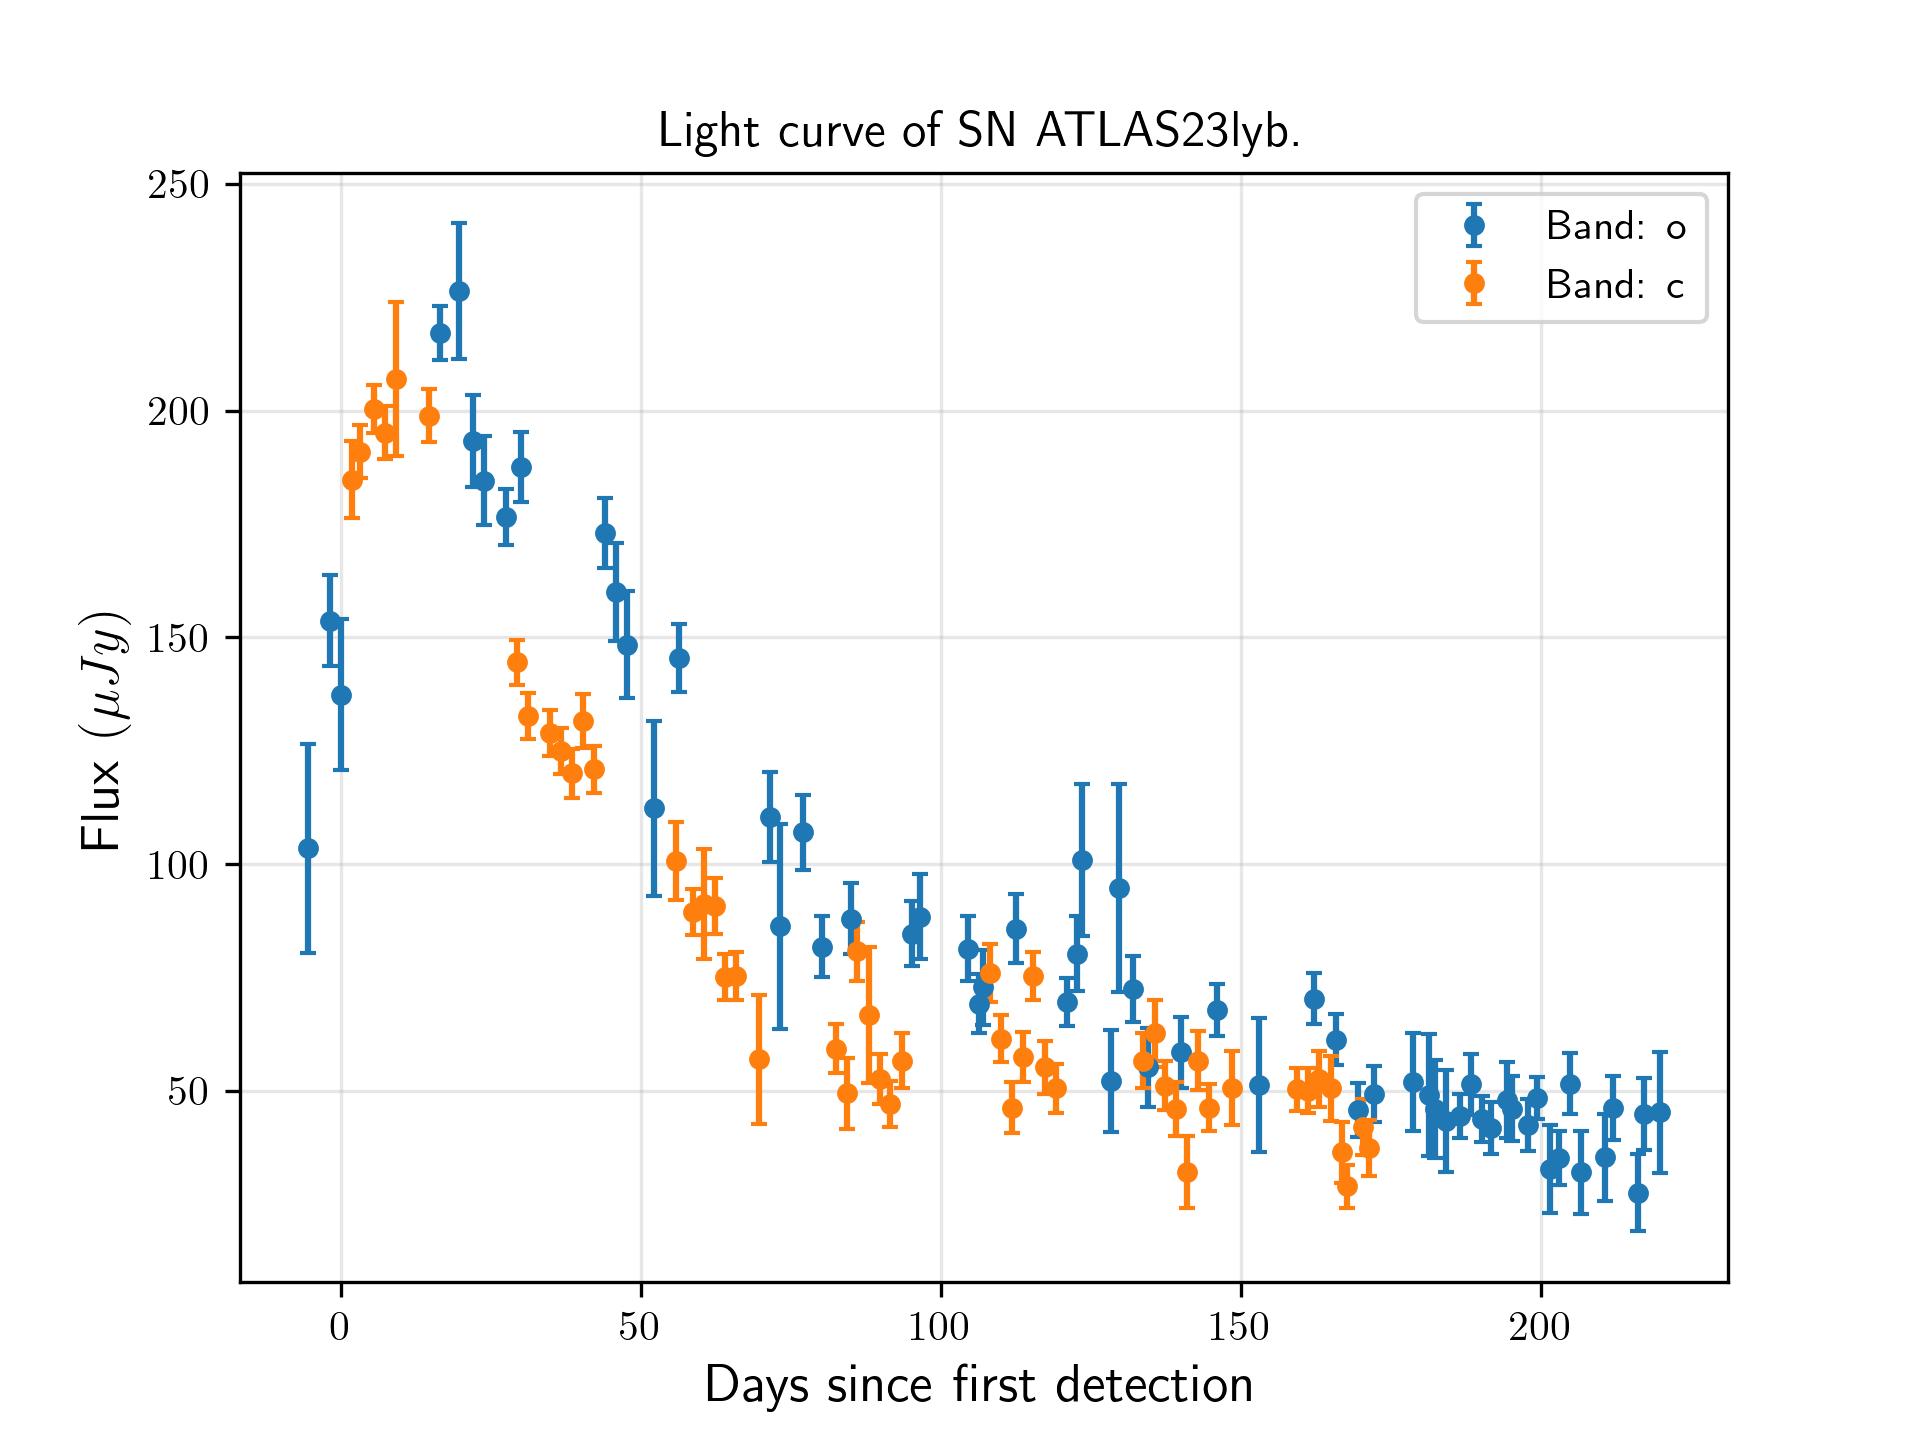 Light curve of SN ATLAS23lyb.
250
200
150
100
50
Flux (μJy)
Band: o
Band: c
0 50 100 150 200
Days since first detection